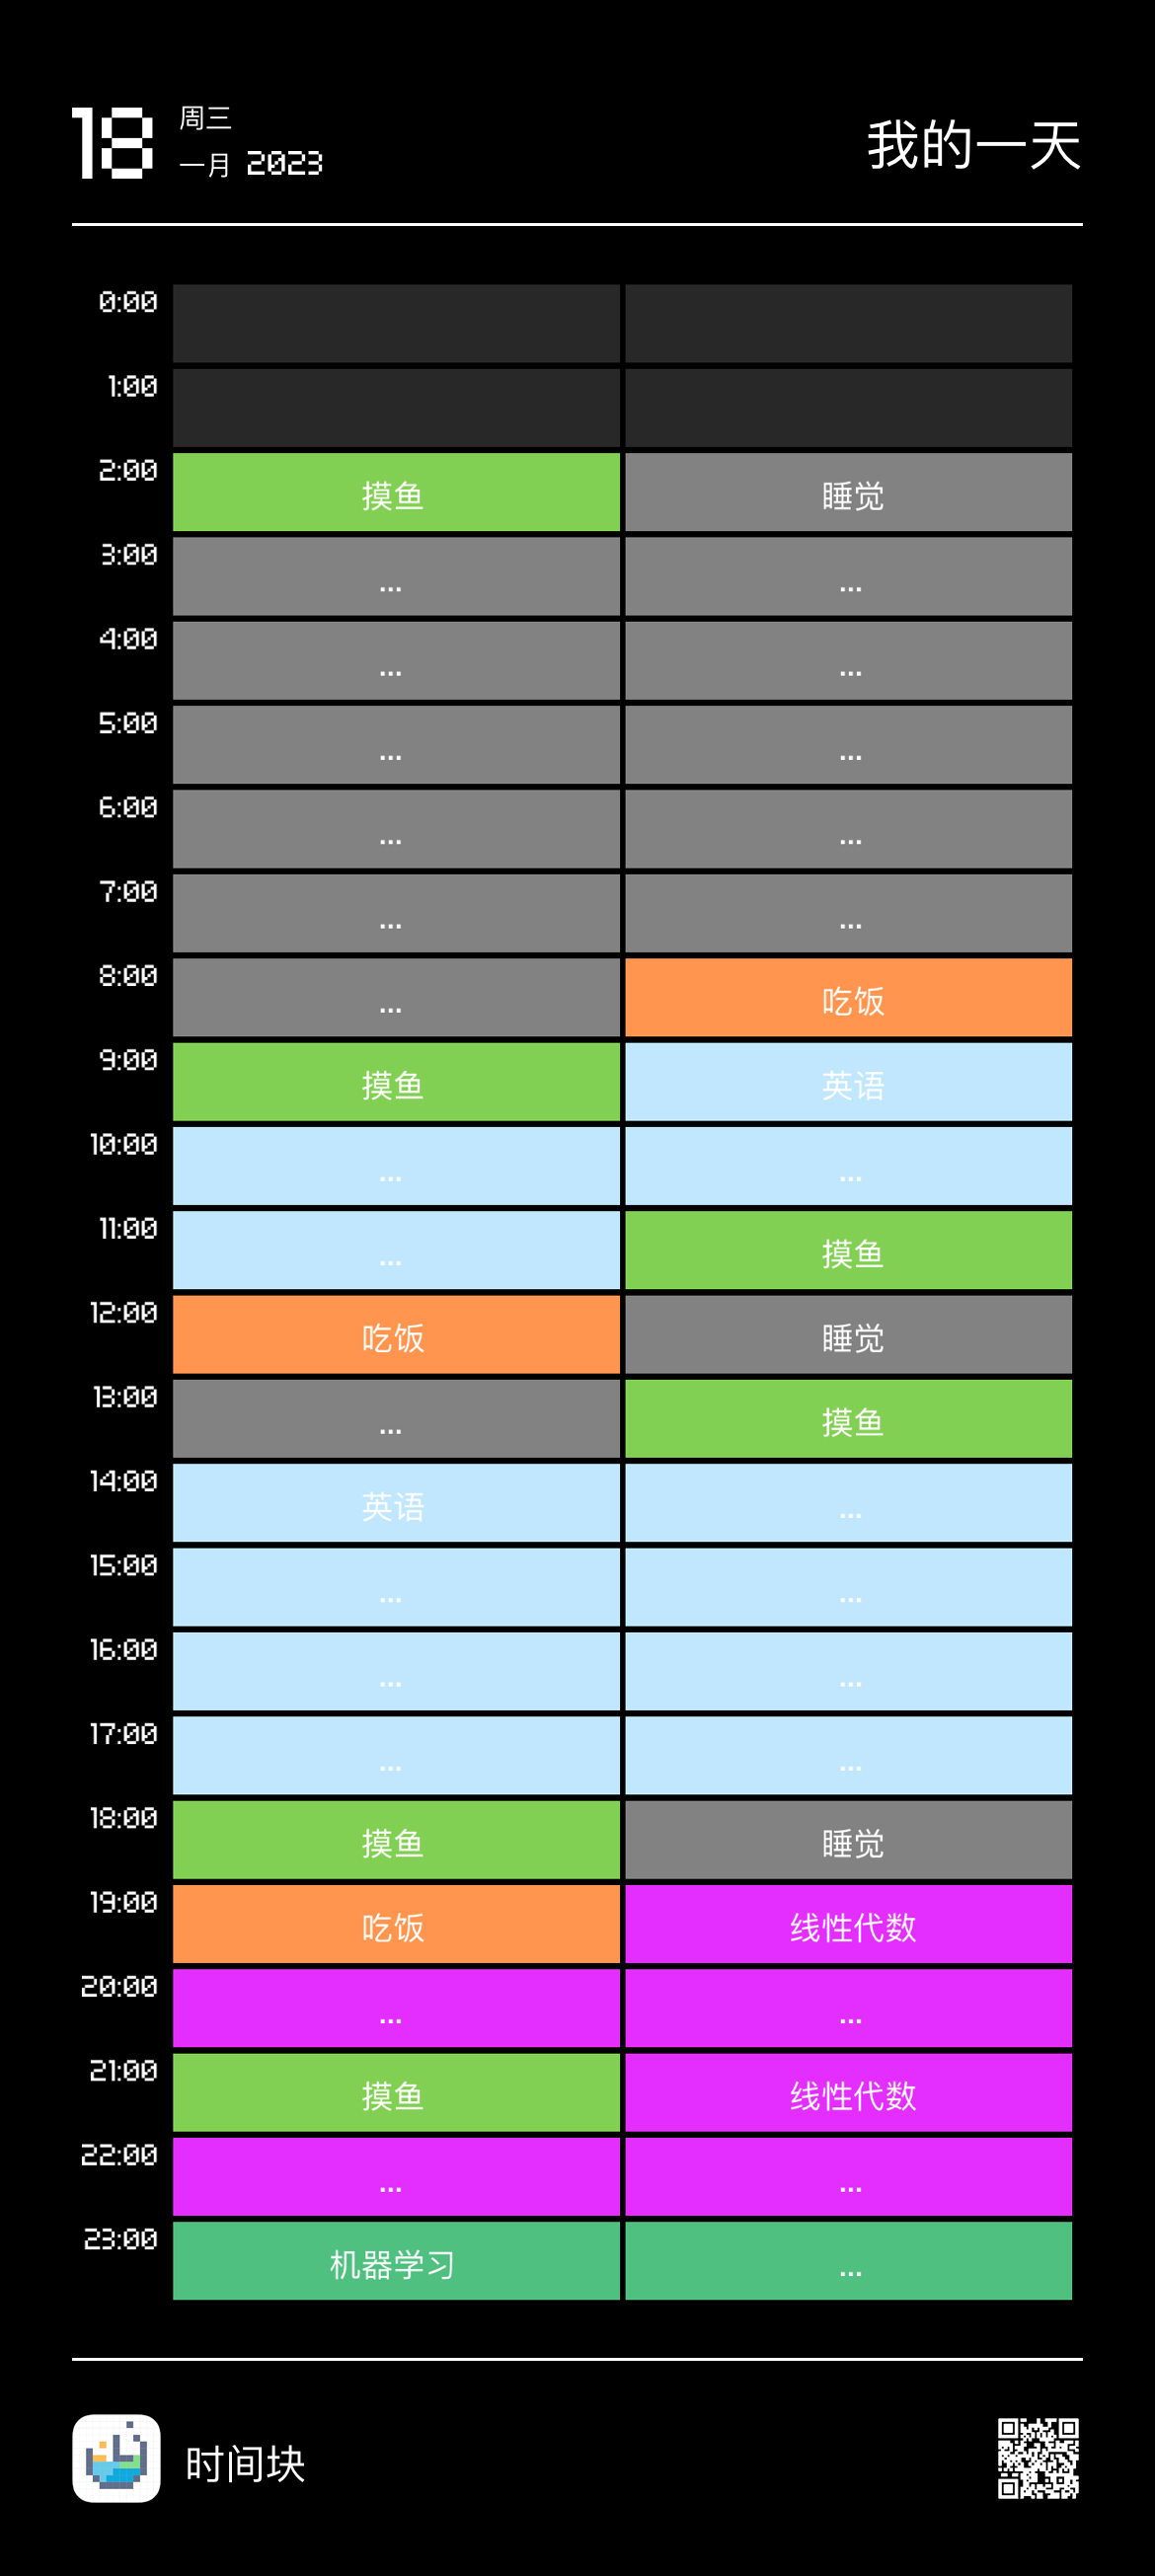 18 周三
一月 2023
我的一天
0:00
1:00
2:00 摸鱼 睡觉
3:00 ... ...
4:00 ... ...
5:00 ... ...
6:00 ... ...
7:00 ... ...
8:00 ... 吃饭
9:00 摸鱼 英语
10:00 ... ...
11:00 ... 摸鱼
12:00 吃饭 睡觉
13:00 ... 摸鱼
14:00 英语 ...
15:00 ... ...
16:00 ... ...
17:00 ... ...
18:00 摸鱼 睡觉
19:00 吃饭 线性代数
20:00 ... ...
21:00 摸鱼 线性代数
22:00 ... ...
23:00 机器学习 ...
时间块